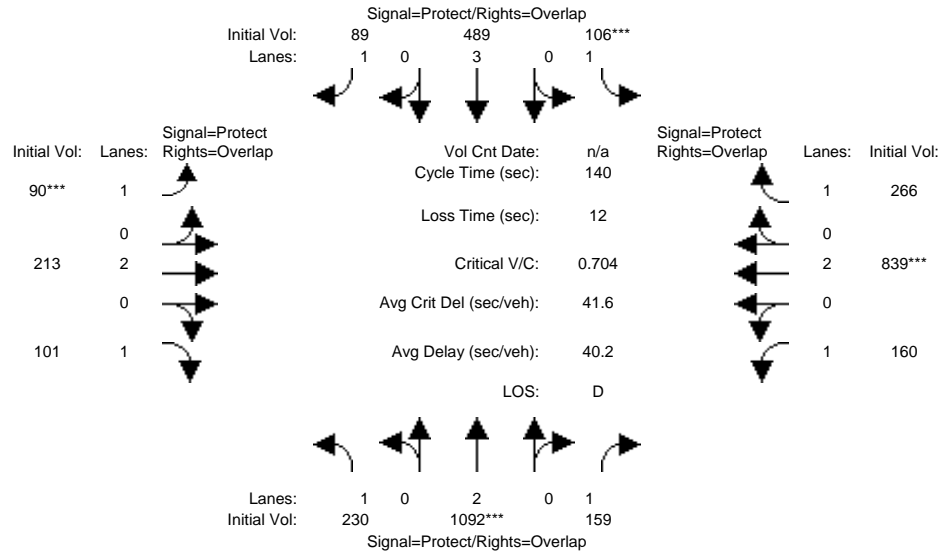 Signal=Protect/Rights=Overlap
Initial Vol: 89 489 106***
Lanes: 1 0 3 0 1
Signal=Protect Signal=Protect
Initial Vol: Lanes: Rights=Overlap Vol Cnt Date: n/a Rights=Overlap Lanes: Initial Vol:
Cycle Time (sec): 140
90*** 1 1 266
Loss Time (sec): 12
0 0
213 2 Critical V/C: 0.704 2 839***
0 Avg Crit Del (sec/veh): 41.6 0
101 1 Avg Delay (sec/veh): 40.2 1 160
LOS: D
Lanes: 1 0 2 0 1
Initial Vol: 230 1092*** 159
Signal=Protect/Rights=Overlap